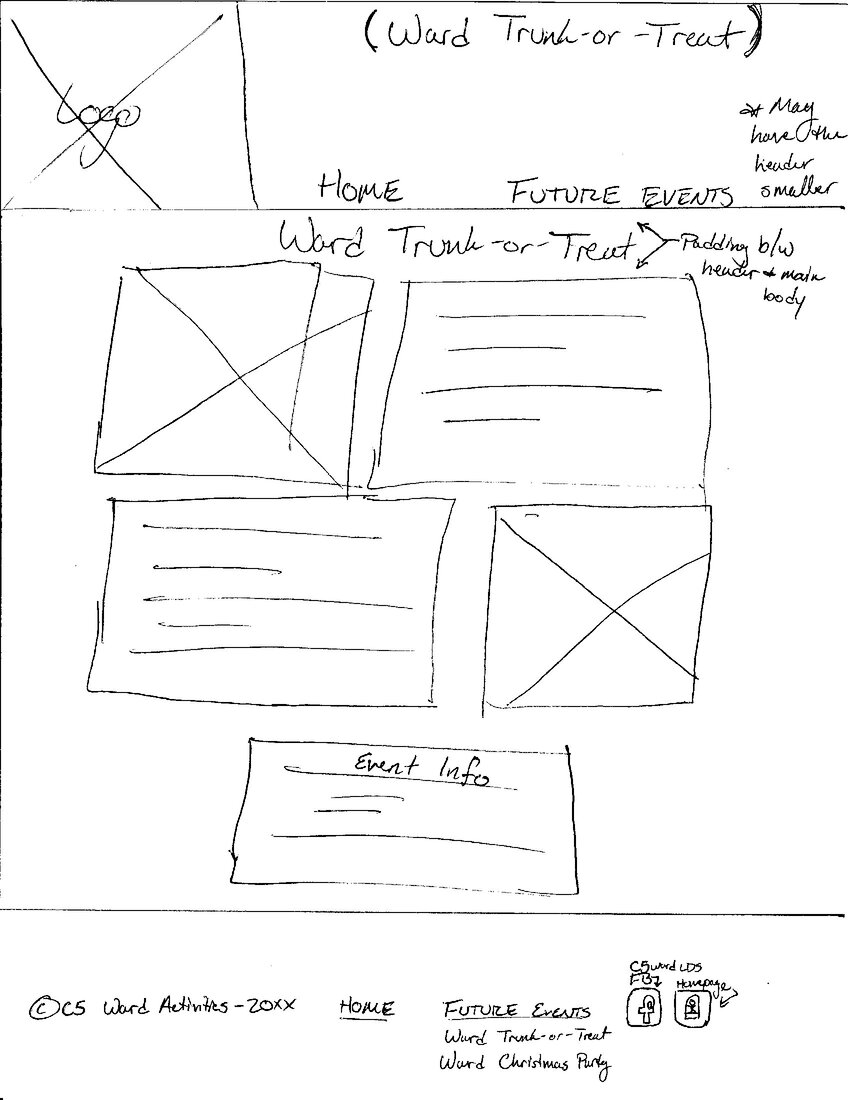 (Ward Trunk-or-Treat)
Logo
* May
have the
header
smaller
HOME
FUTURE EVENTS
Ward Trunk-or-Treat
Padding b/w
header & main
body
Event Info
C5 Ward LDS
Homepage
© C5 Ward Activities - 20XX
HOME
FUTURE EVENTS
Ward Trunk-or-Treat
Ward Christmas Party